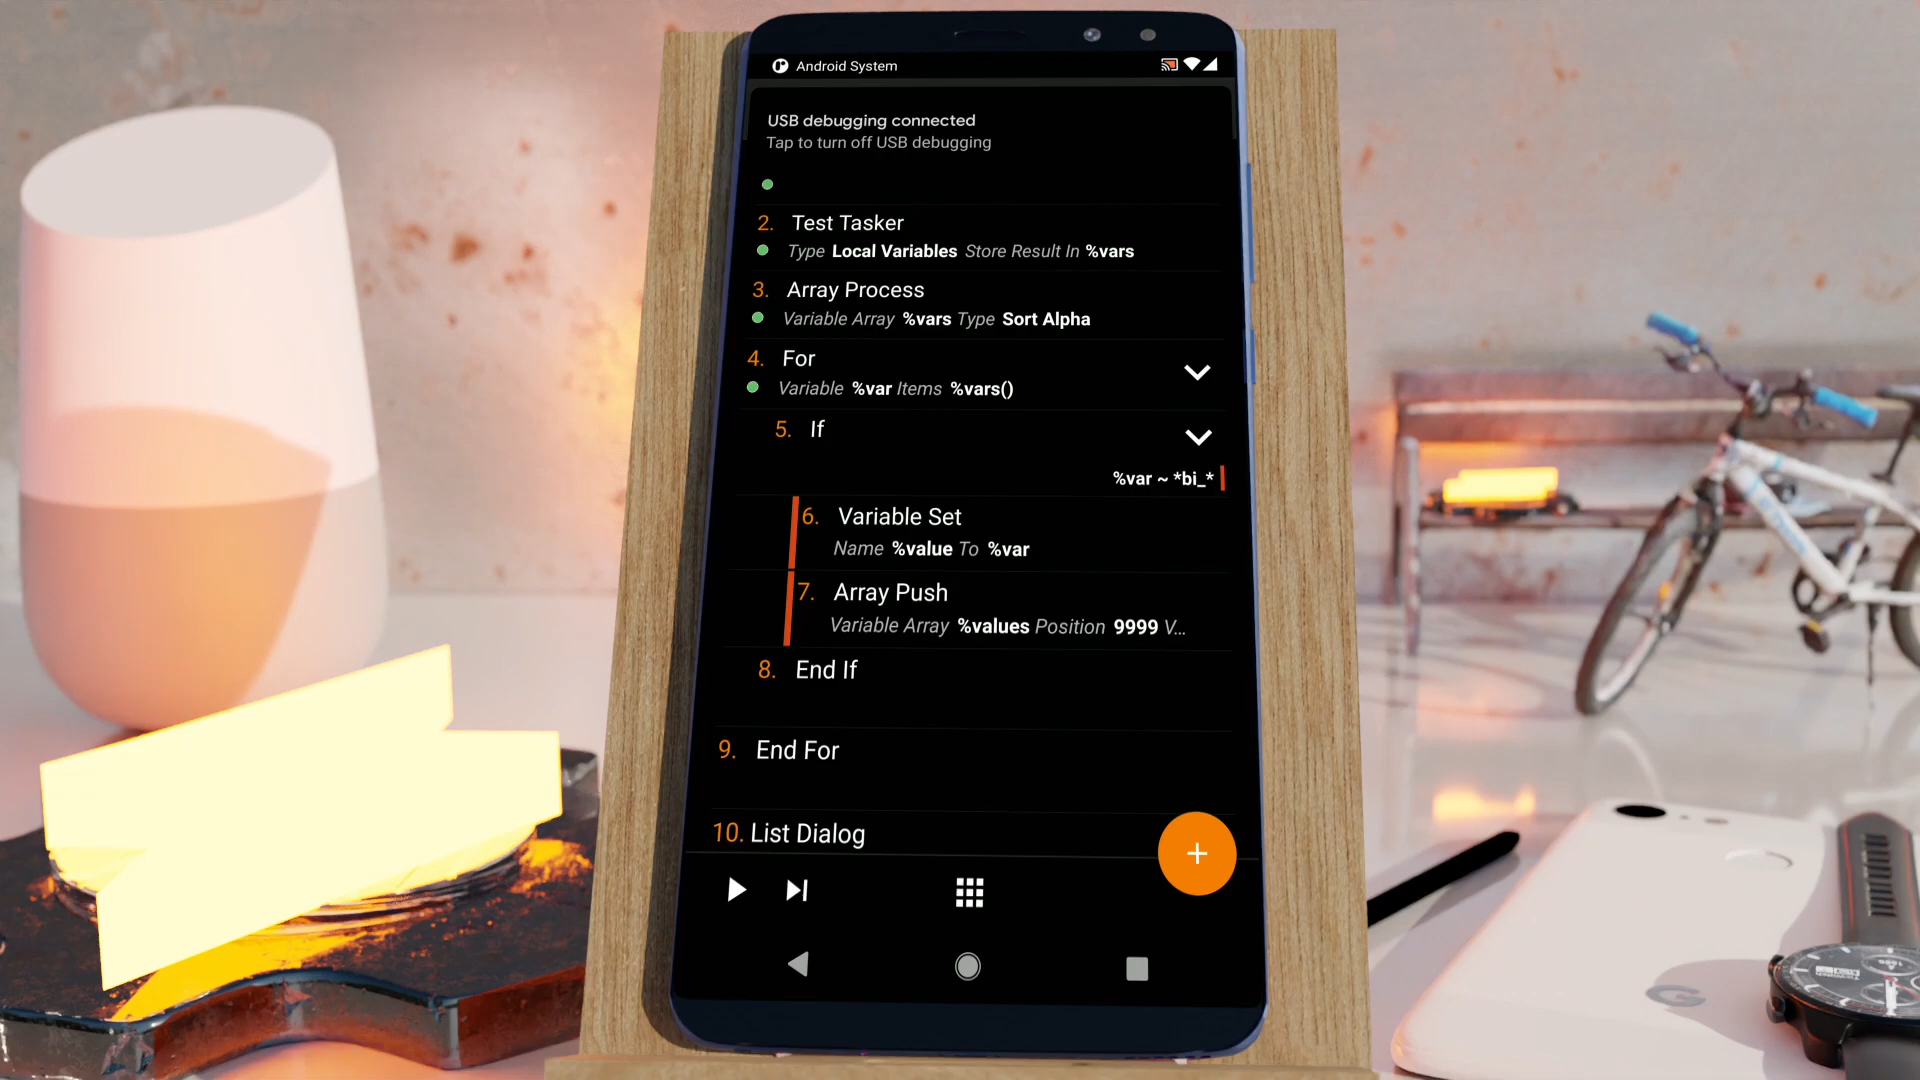 Android System
USB debugging connected
Tap to turn off USB debugging
2. Test Tasker
Type Local Variables Store Result In %vars
3. Array Process
Variable Array %vars Type Sort Alpha
4. For
Variable %var Items %vars()
5. If
%var ~ *bi_*
6. Variable Set
Name %value To %var
7. Array Push
Variable Array %values Position 9999 V...
8. End If
9. End For
10. List Dialog
G